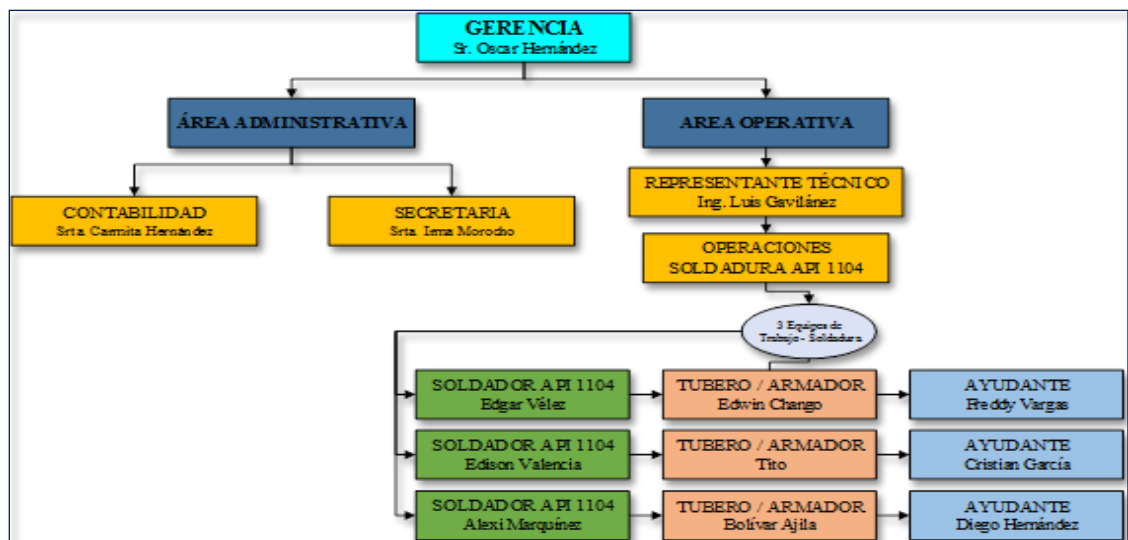 GERENCIA
Sr. Oscar Hernández
ÁREA ADMINISTRATIVA
AREA OPERATIVA
REPRESENTANTE TÉCNICO
Ing. Luis Gavilánez
CONTABILIDAD
Srta. Carmita Hernández
SECRETARIA
Srta. Irma Morocho
OPERACIONES
SOLDADURA API 1104
3 Equipos de
Trabajo - Soldadura
SOLDADOR API 1104
Edgar Vélez
TUBERO / ARMADOR
Edwin Chango
AYUDANTE
Freddy Vargas
SOLDADOR API 1104
Edison Valencia
TUBERO / ARMADOR
Tito
AYUDANTE
Cristian García
SOLDADOR API 1104
Alexi Marquínez
TUBERO / ARMADOR
Bolívar Ajila
AYUDANTE
Diego Hernández